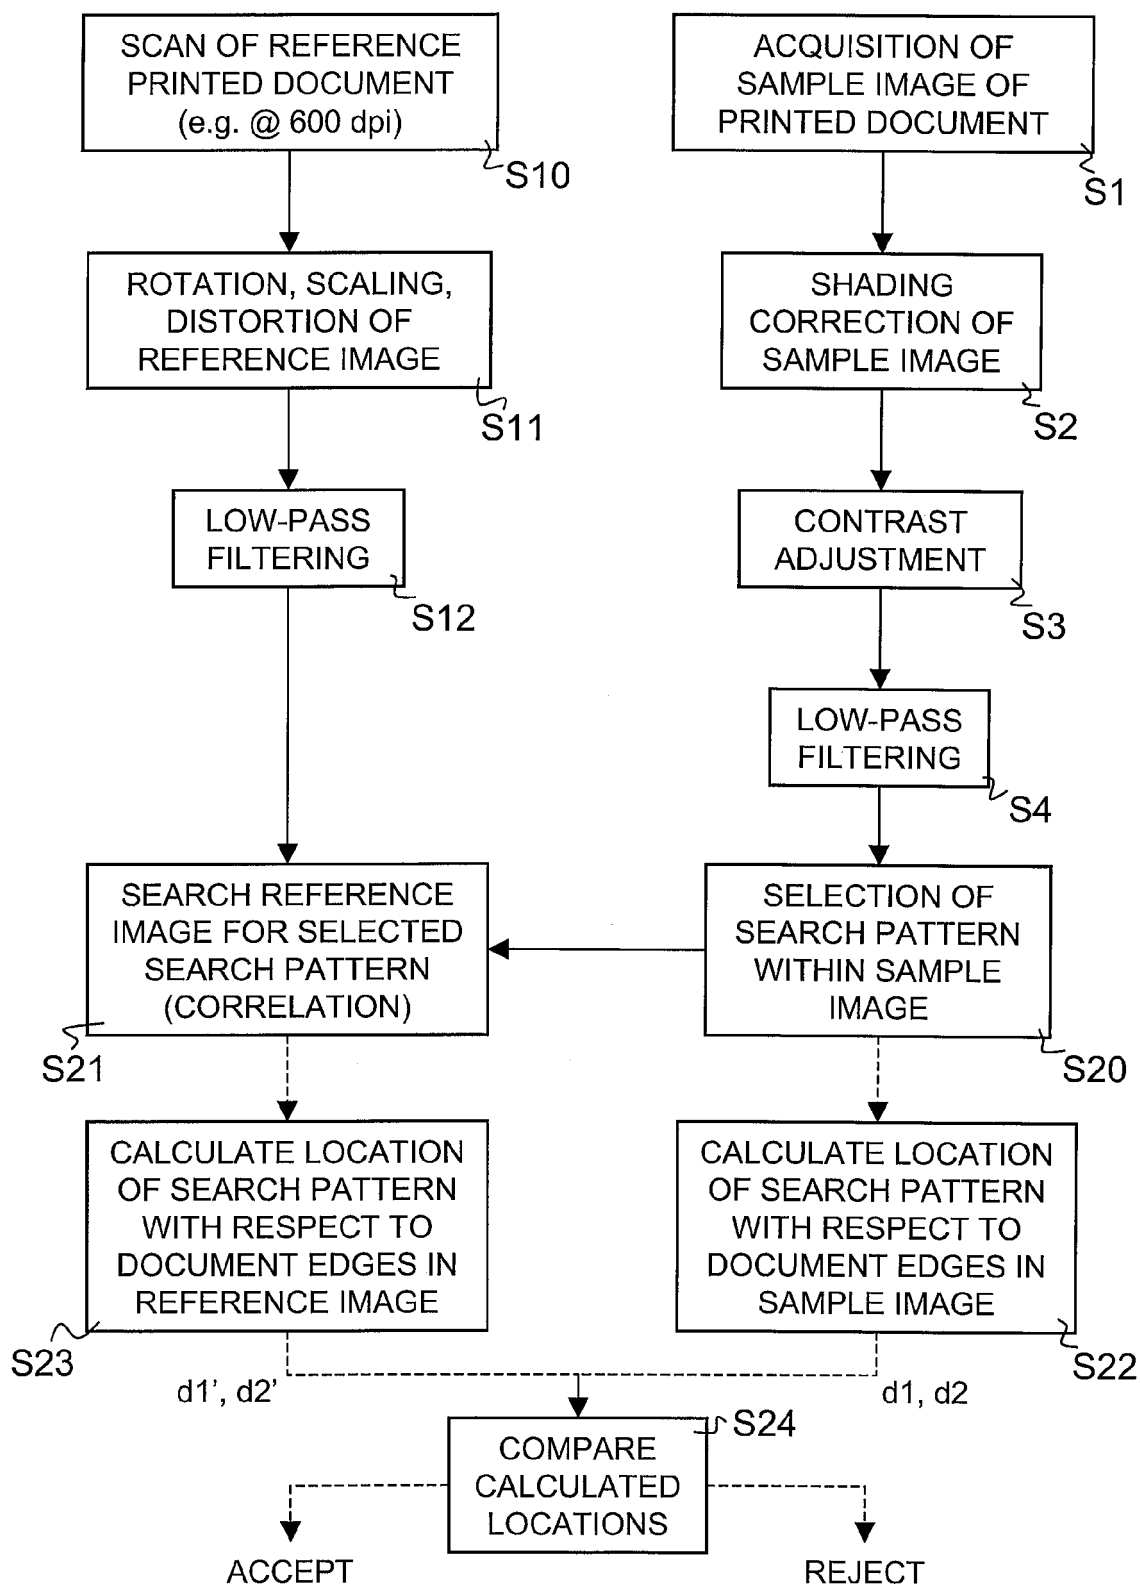 SCAN OF REFERENCE
PRINTED DOCUMENT
(e.g. @ 600 dpi)
S10
ACQUISITION OF
SAMPLE IMAGE OF
PRINTED DOCUMENT
S1
ROTATION, SCALING,
DISTORTION OF
REFERENCE IMAGE
S11
SHADING
CORRECTION OF
SAMPLE IMAGE
S2
LOW-PASS
FILTERING
S12
CONTRAST
ADJUSTMENT
S3
LOW-PASS
FILTERING
S4
SEARCH REFERENCE
IMAGE FOR SELECTED
SEARCH PATTERN
(CORRELATION)
S21
SELECTION OF
SEARCH PATTERN
WITHIN SAMPLE
IMAGE
S20
CALCULATE LOCATION
OF SEARCH PATTERN
WITH RESPECT TO
DOCUMENT EDGES IN
REFERENCE IMAGE
S23
CALCULATE LOCATION
OF SEARCH PATTERN
WITH RESPECT TO
DOCUMENT EDGES IN
SAMPLE IMAGE
S22
d1', d2'
d1, d2
S24
COMPARE
CALCULATED
LOCATIONS
ACCEPT
REJECT